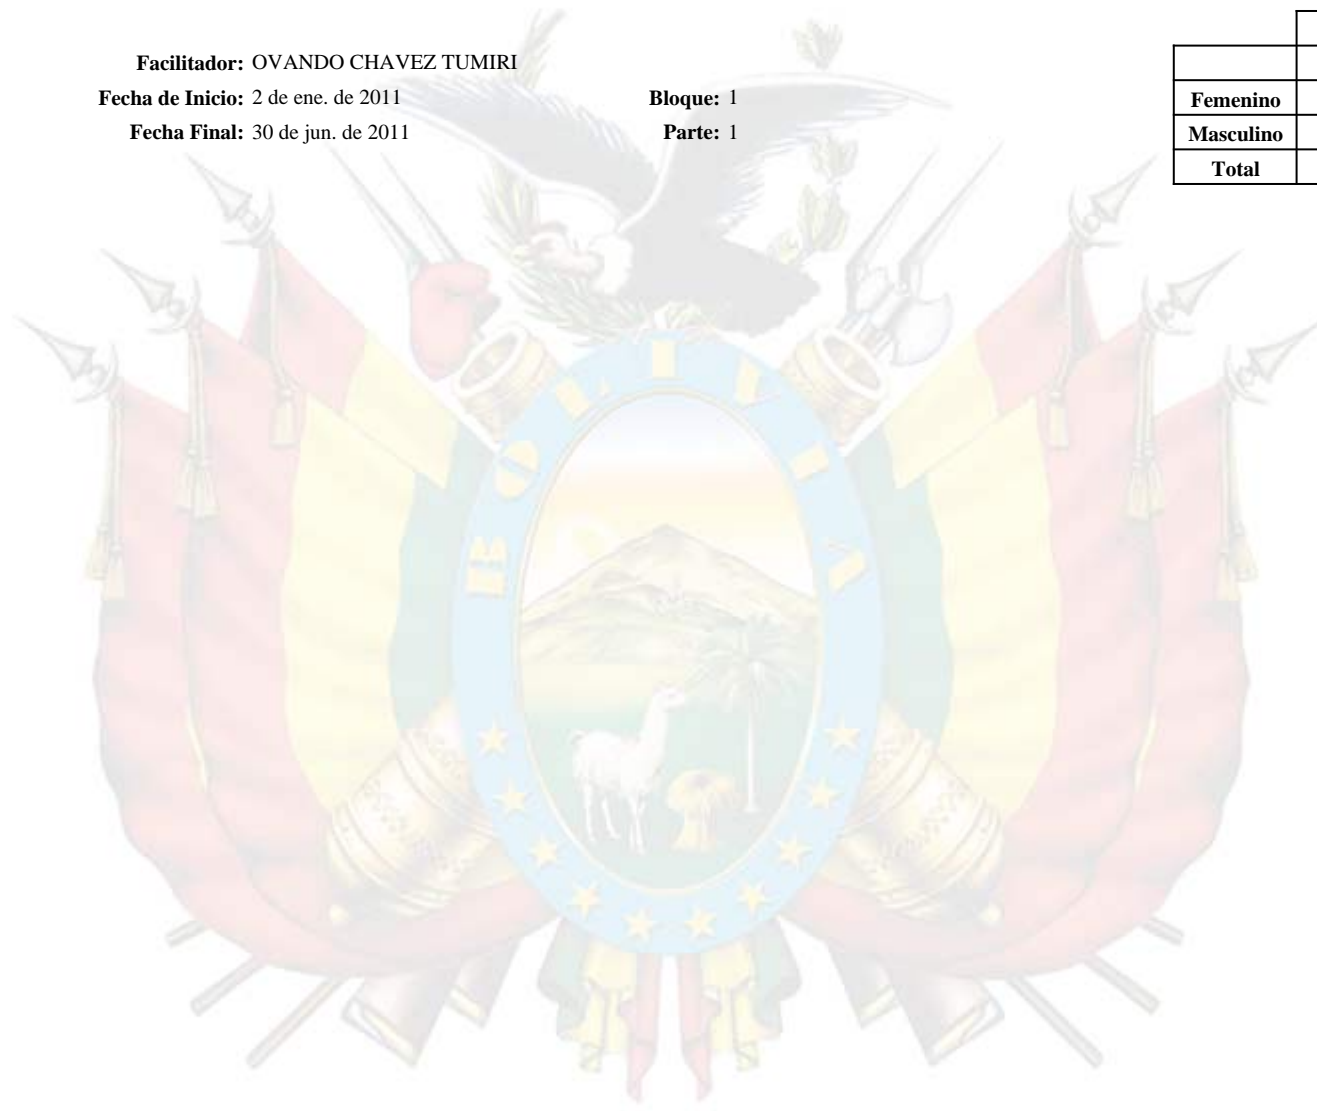 Facilitador: OVANDO CHAVEZ TUMIRI
Fecha de Inicio: 2 de ene. de 2011 Bloque: 1
Fecha Final: 30 de jun. de 2011 Parte: 1
Femenino
Masculino
Total
BOLIVIA